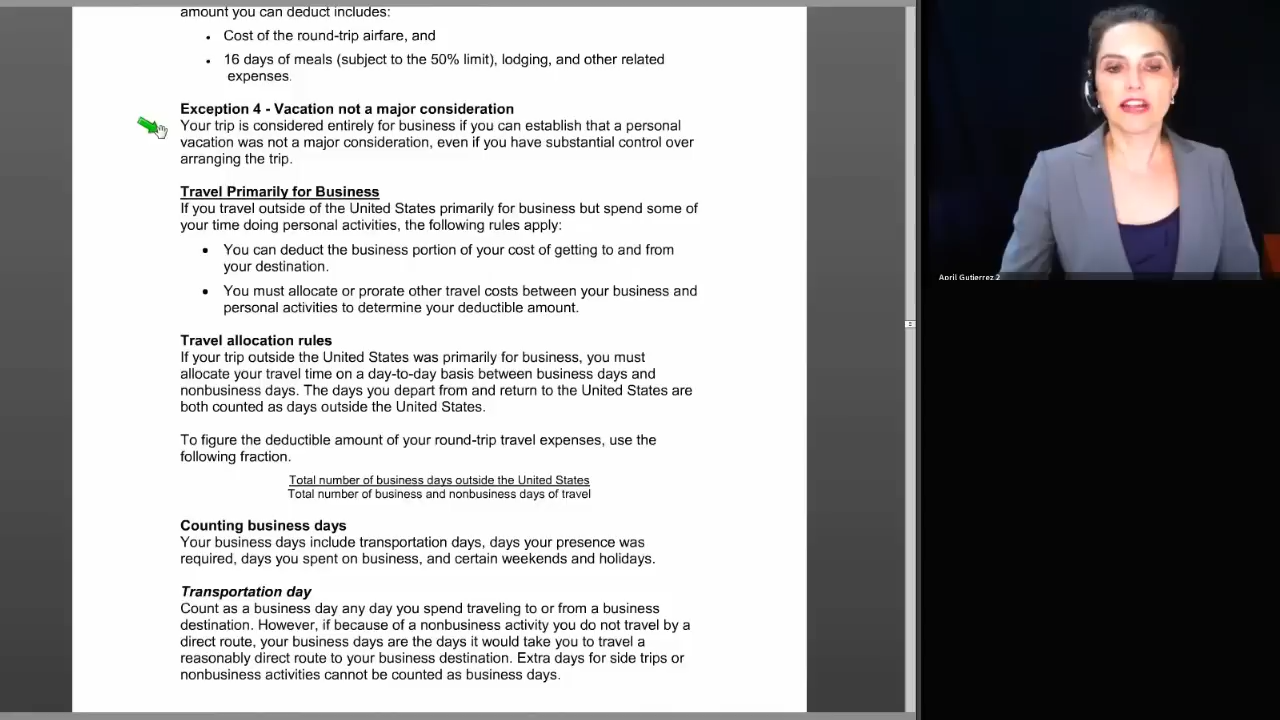 amount you can deduct includes:
• Cost of the round-trip airfare, and
• 16 days of meals (subject to the 50% limit), lodging, and other related
expenses.
Exception 4 - Vacation not a major consideration
Your trip is considered entirely for business if you can establish that a personal
vacation was not a major consideration, even if you have substantial control over
arranging the trip.
Travel Primarily for Business
If you travel outside of the United States primarily for business but spend some of
your time doing personal activities, the following rules apply:
• You can deduct the business portion of your cost of getting to and from
your destination.
• You must allocate or prorate other travel costs between your business and
personal activities to determine your deductible amount.
Travel allocation rules
If your trip outside the United States was primarily for business, you must
allocate your travel time on a day-to-day basis between business days and
nonbusiness days. The days you depart from and return to the United States are
both counted as days outside the United States.
To figure the deductible amount of your round-trip travel expenses, use the
following fraction.
Total number of business days outside the United States
Total number of business and nonbusiness days of travel
Counting business days
Your business days include transportation days, days your presence was
required, days you spent on business, and certain weekends and holidays.
Transportation day
Count as a business day any day you spend traveling to or from a business
destination. However, if because of a nonbusiness activity you do not travel by a
direct route, your business days are the days it would take you to travel a
reasonably direct route to your business destination. Extra days for side trips or
nonbusiness activities cannot be counted as business days.
April Gutierrez 2